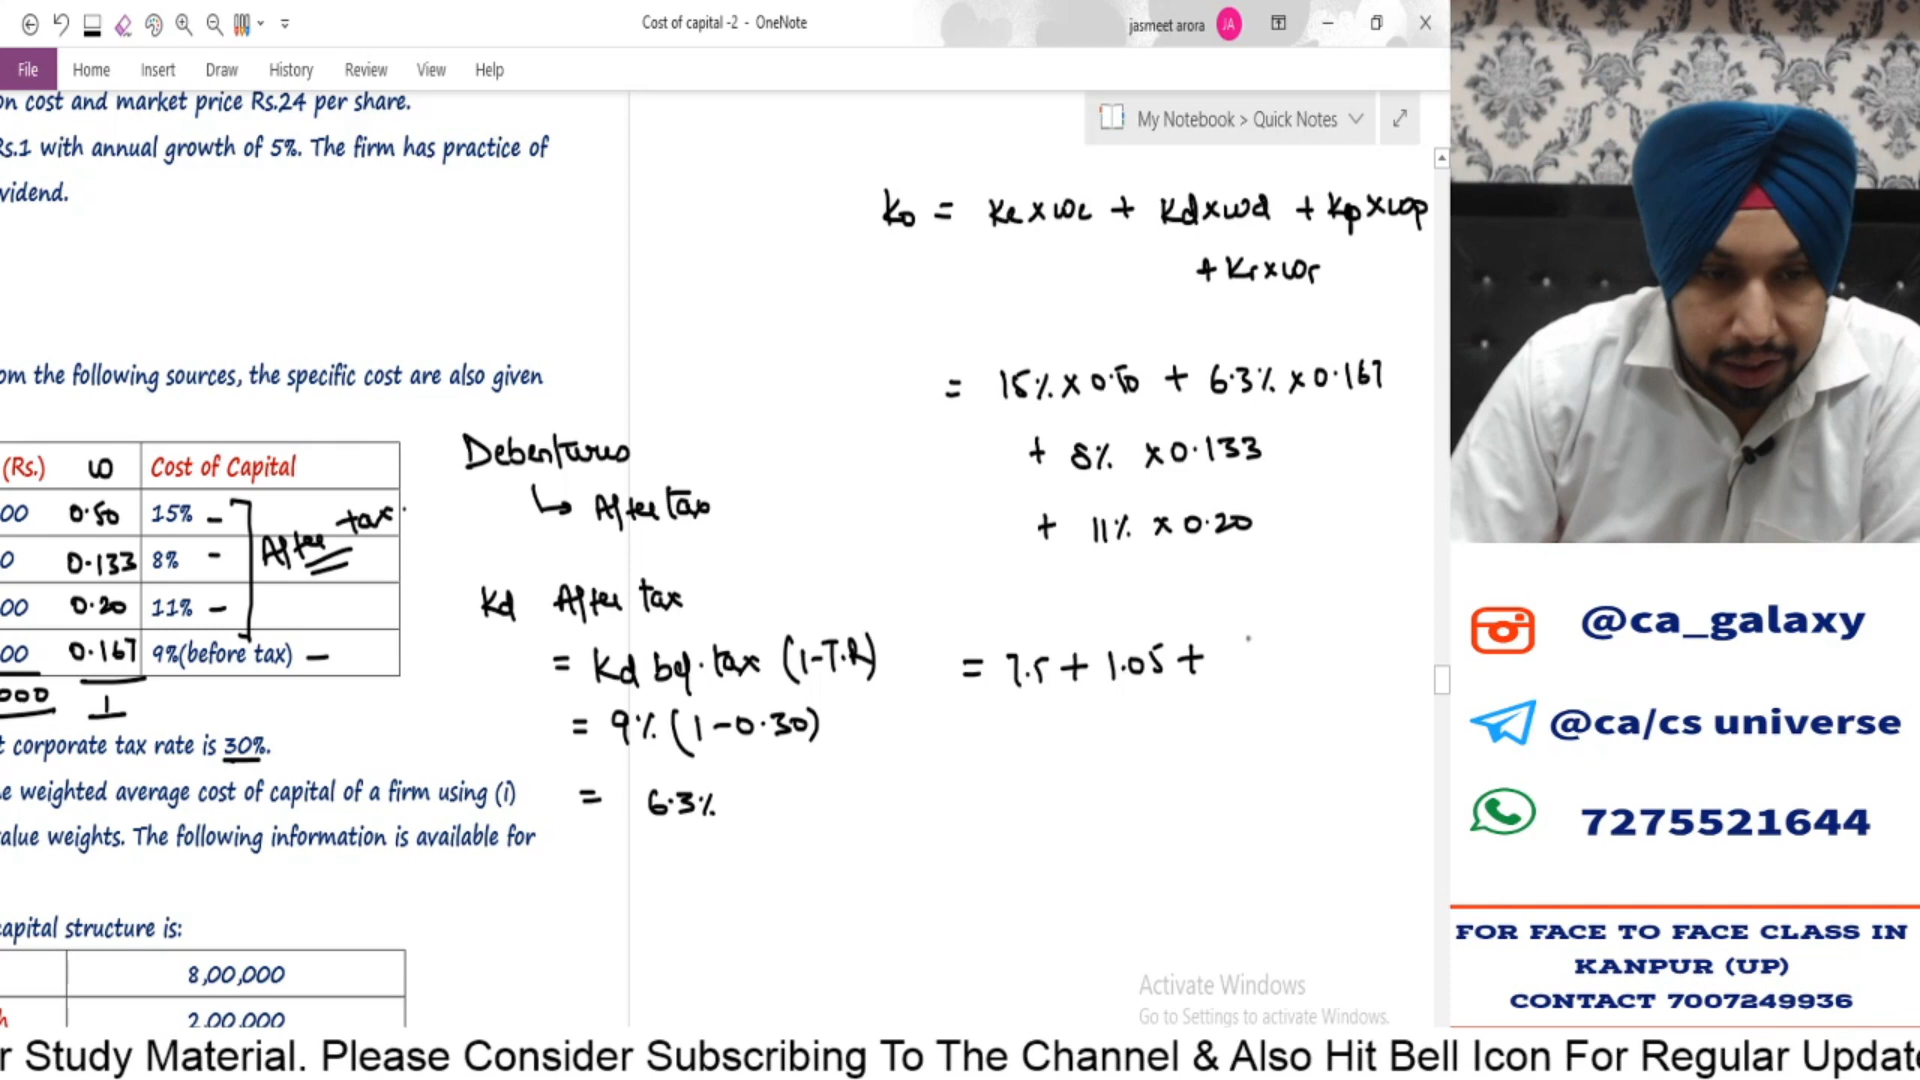 Cost of capital -2 - OneNote
jasmeet arora JA
File Home Insert Draw History Review View Help
My Notebook > Quick Notes
on cost and market price Rs.24 per share.
Rs.1 with annual growth of 5%. The firm has practice of
vidend.
Ko = Ke x We + Kd x Wd + Kp x Wp
+ Kr x Wr
om the following sources, the specific cost are also given
= 15% x 0.50 + 6.3% x 0.167
+ 8% x 0.133
+ 11% x 0.20
(Rs.) W Cost of Capital
00 0.50 15% -
0 0.133 8% -
00 0.20 11% -
00 0.167 9%(before tax) -
000 1
After tax
Debentures
After Tax
Kd After tax
= Kd bef. tax (1-T.R)
= 9% (1-0.30)
= 6.3%
= 7.5 + 1.05 +
t corporate tax rate is 30%.
e weighted average cost of capital of a firm using (i)
alue weights. The following information is available for
capital structure is:
8,00,000
h 2,00,000
Activate Windows
Go to Settings to activate Windows.
@ca_galaxy
@ca/cs universe
7275521644
FOR FACE TO FACE CLASS IN
KANPUR (UP)
CONTACT 7007249936
r Study Material. Please Consider Subscribing To The Channel & Also Hit Bell Icon For Regular Update